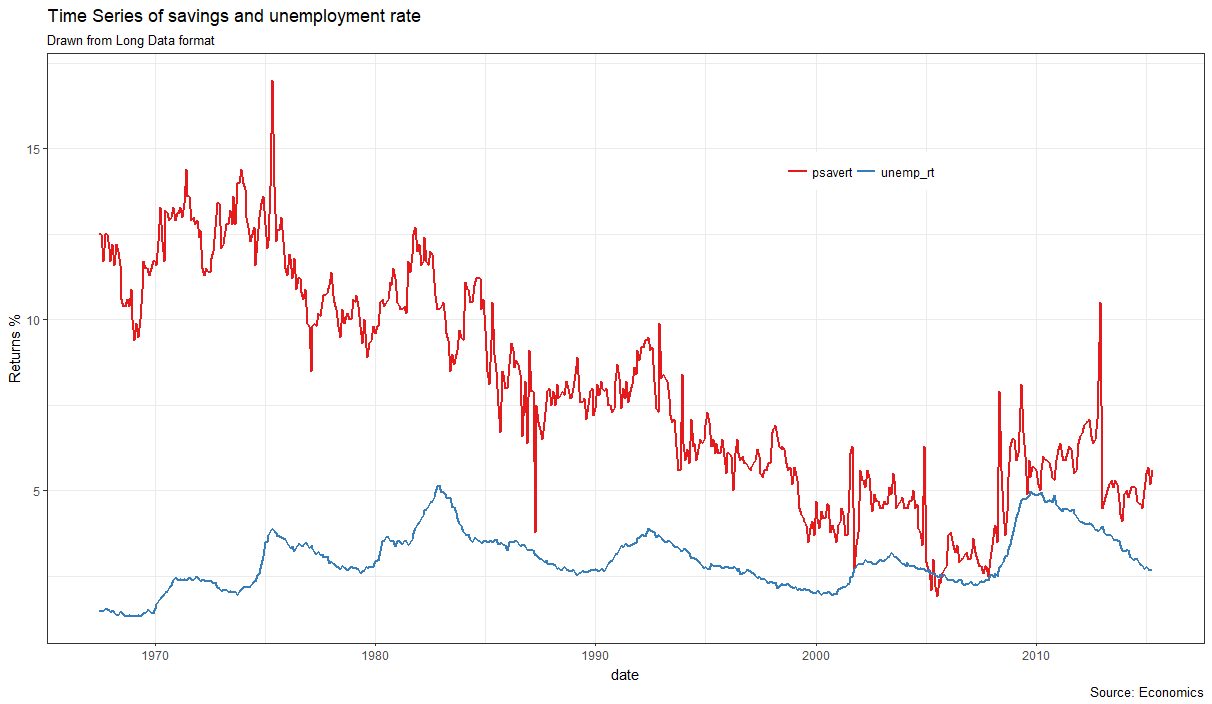 Time Series of savings and unemployment rate
Drawn from Long Data format
15
psavert unemp_rt
10
Returns %
5
1970 1980 1990 2000 2010
date
Source: Economics